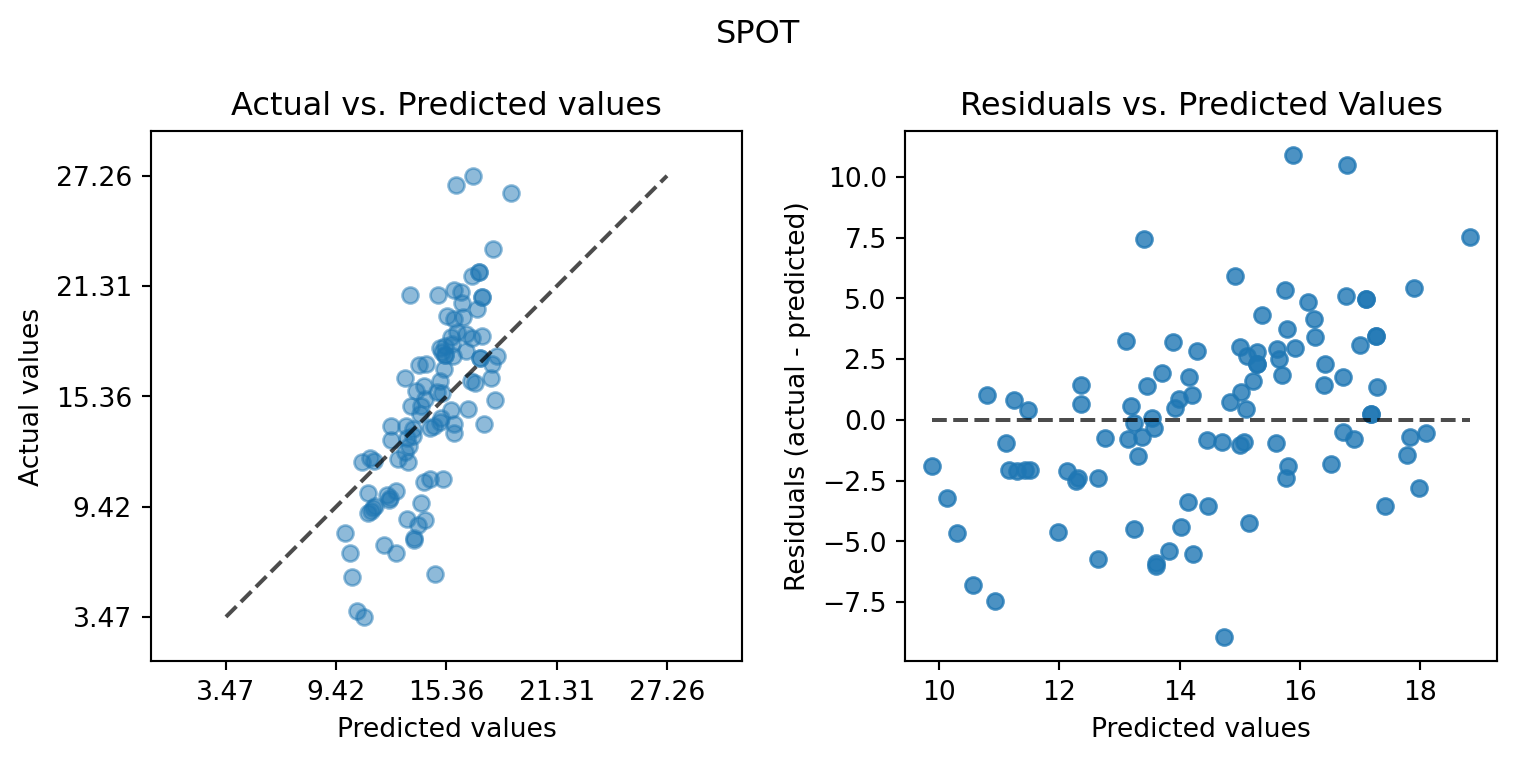 SPOT
Actual vs. Predicted values
Actual values
27.26
21.31
15.36
9.42
3.47
3.47 9.42 15.36 21.31 27.26
Predicted values
Residuals vs. Predicted Values
Residuals (actual - predicted)
10.0
7.5
5.0
2.5
0.0
−2.5
−5.0
−7.5
10 12 14 16 18
Predicted values